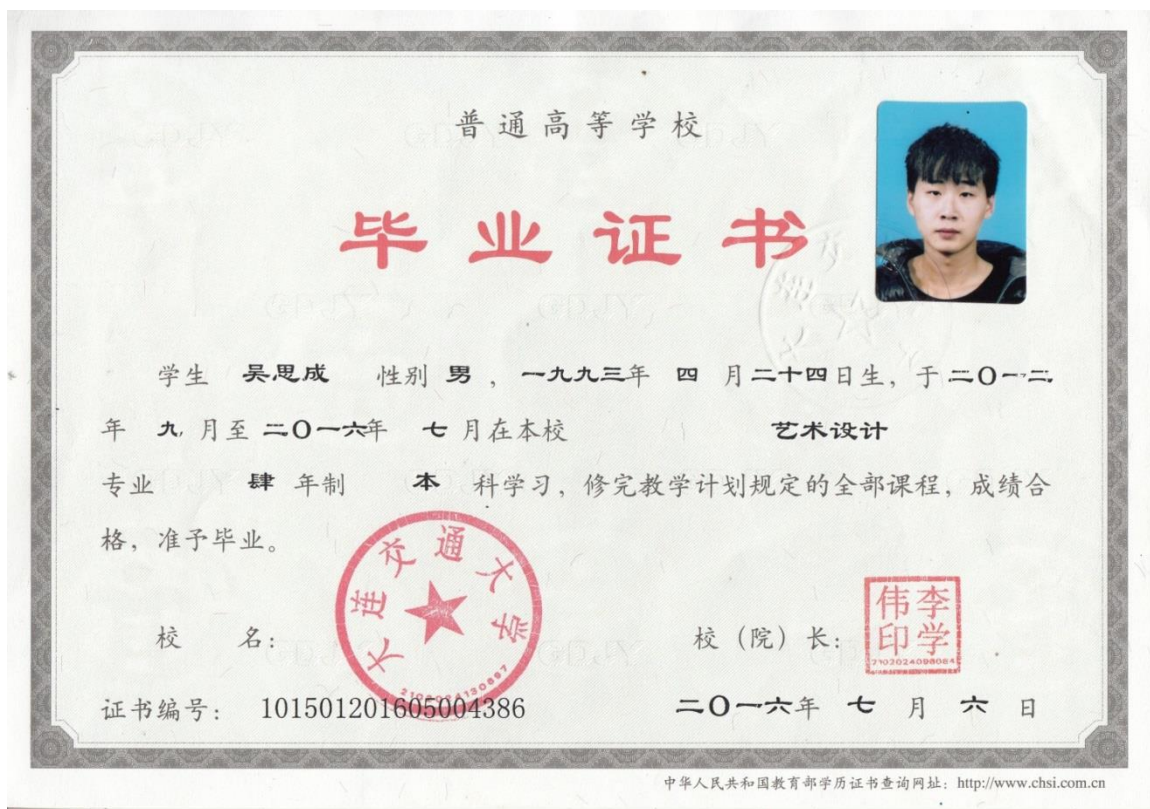 普通高等学校
毕业证书
学生 吴思成 性别 男 , 一九九三年 四 月二十四日生, 于 二〇一二
年 九 月至 二〇一六年 七 月在本校 艺术设计
专业 肆 年制 本 科学习, 修完教学计划规定的全部课程, 成绩合
格, 准予毕业。
大连交通大学
校 名:
校（院）长:
李学伟印
2102024098084
证书编号: 101501201605004386
二〇一六年 七 月 六 日
中华人民共和国教育部学历证书查询网址: http://www.chsi.com.cn